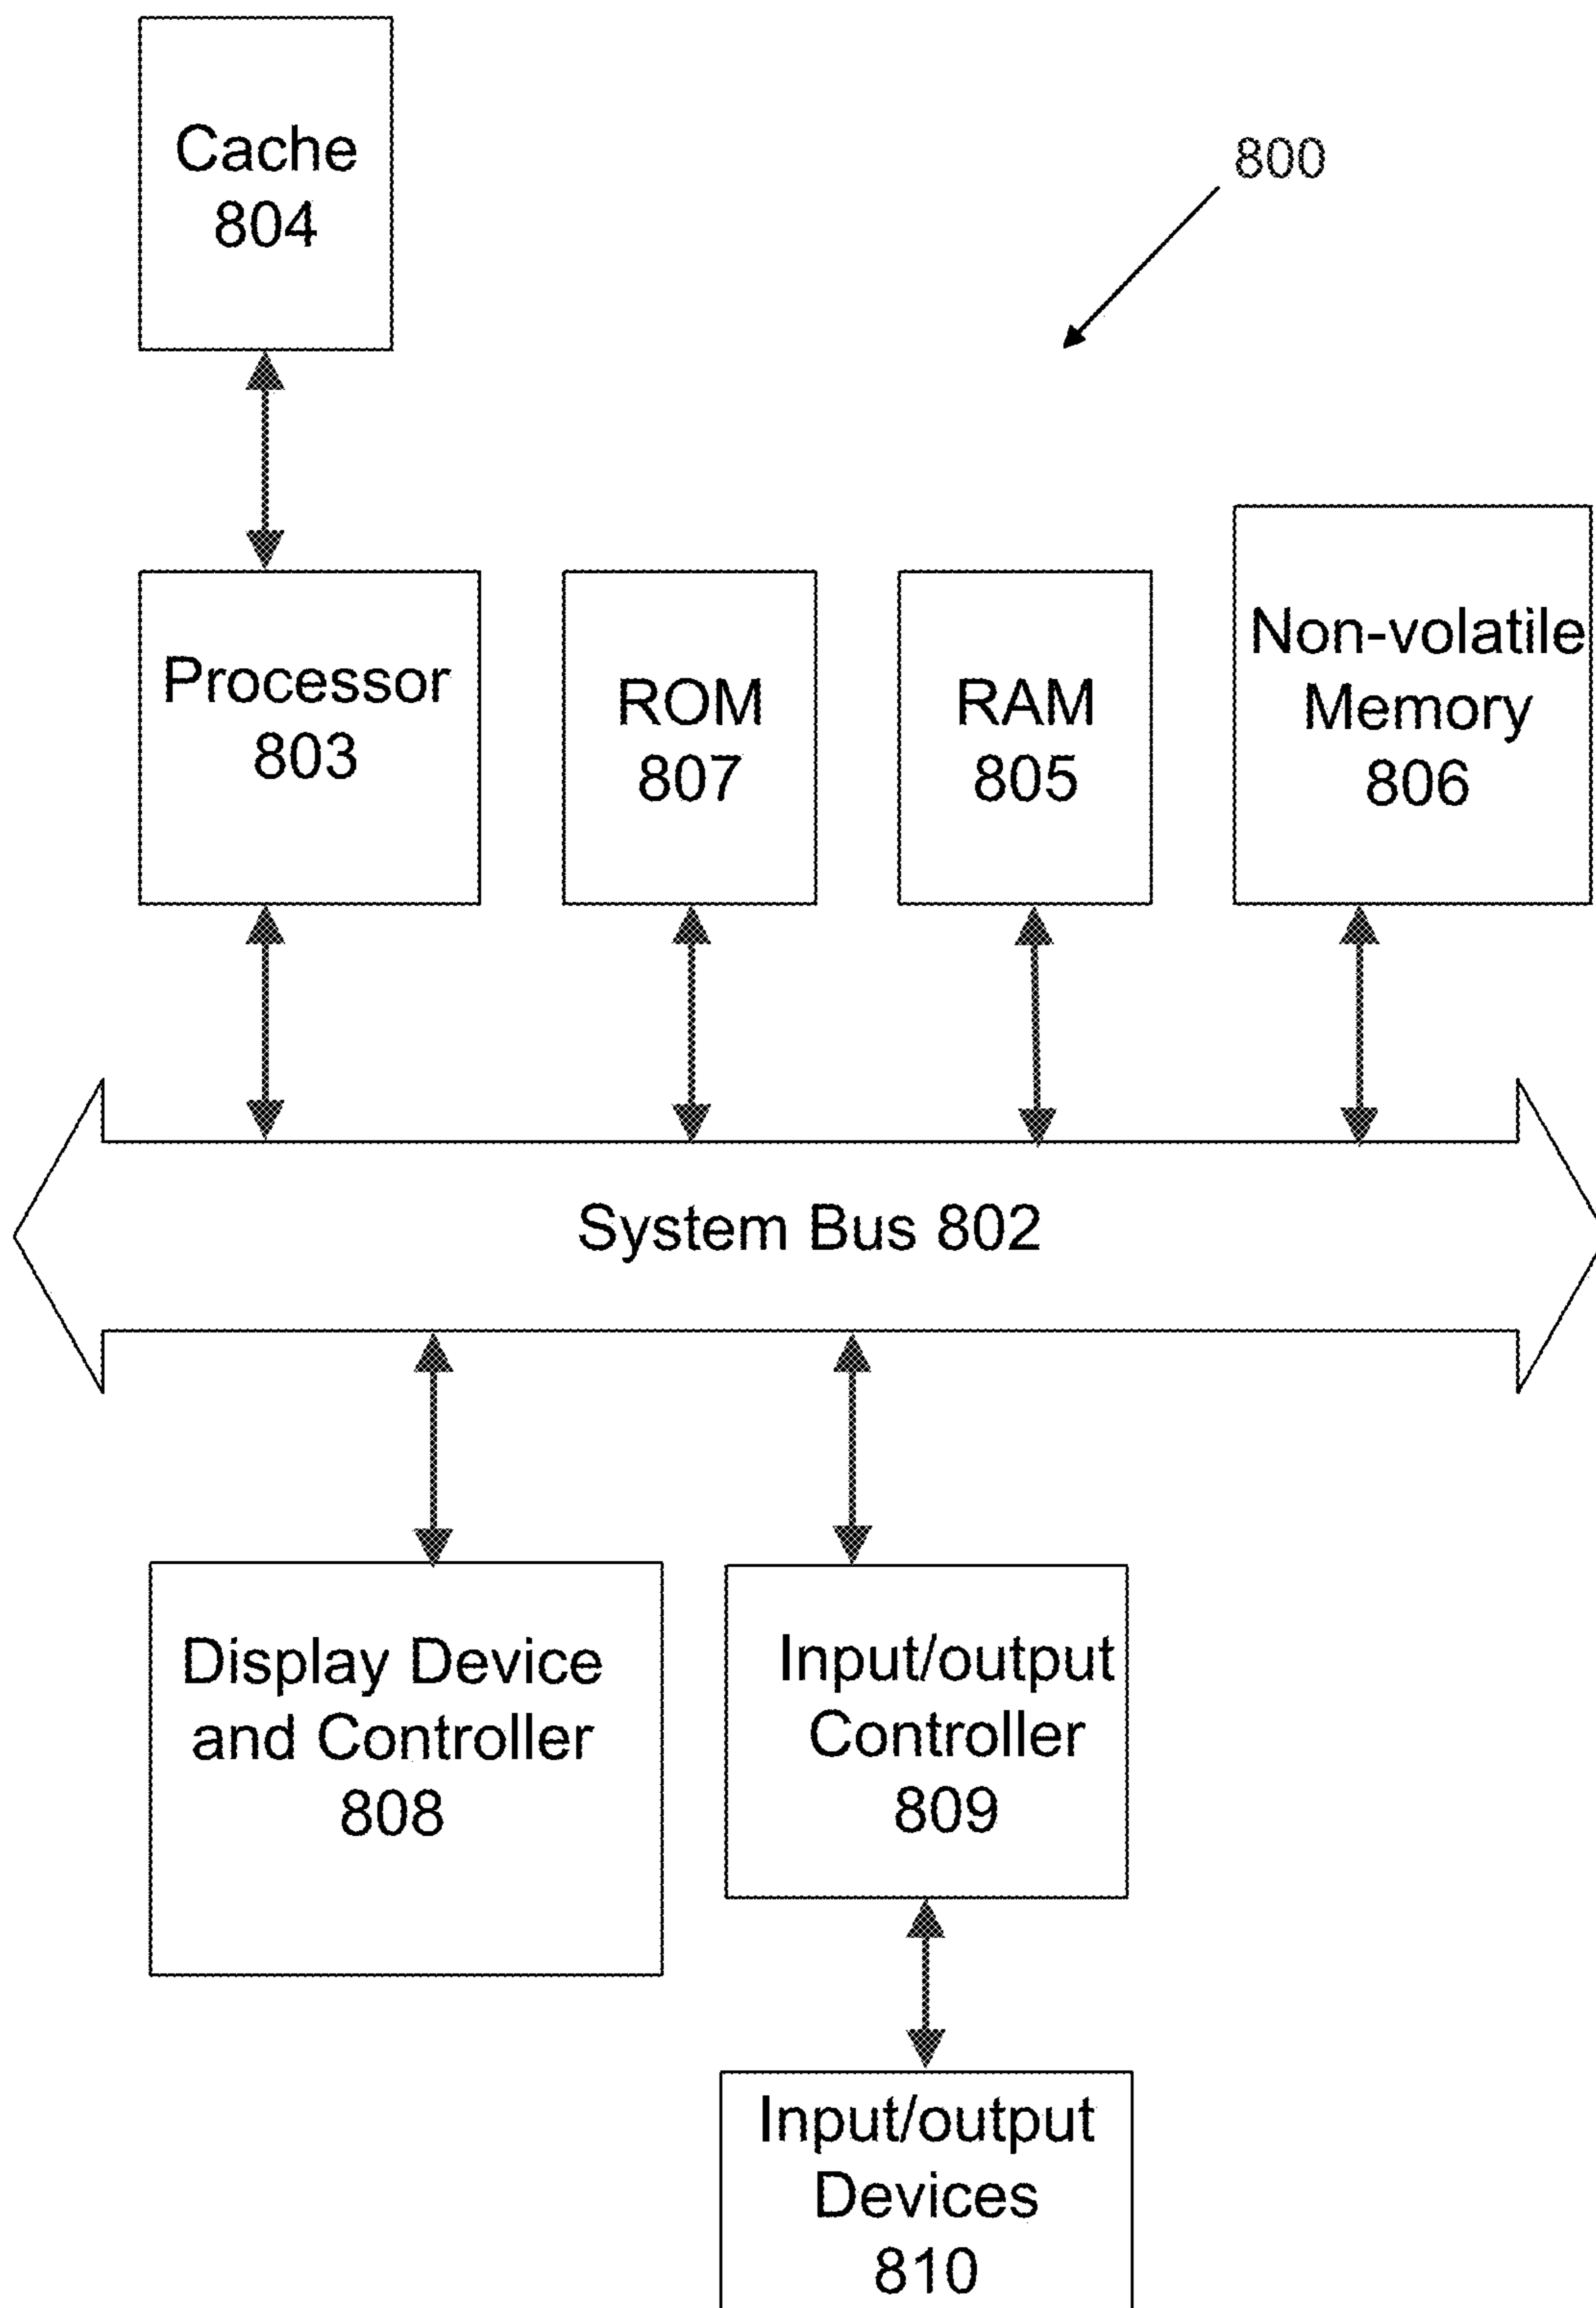 Cache
804
800
Processor
803
ROM
807
RAM
805
Non-volatile
Memory
806
System Bus 802
Display Device
and Controller
808
Input/output
Controller
809
Input/output
Devices
810